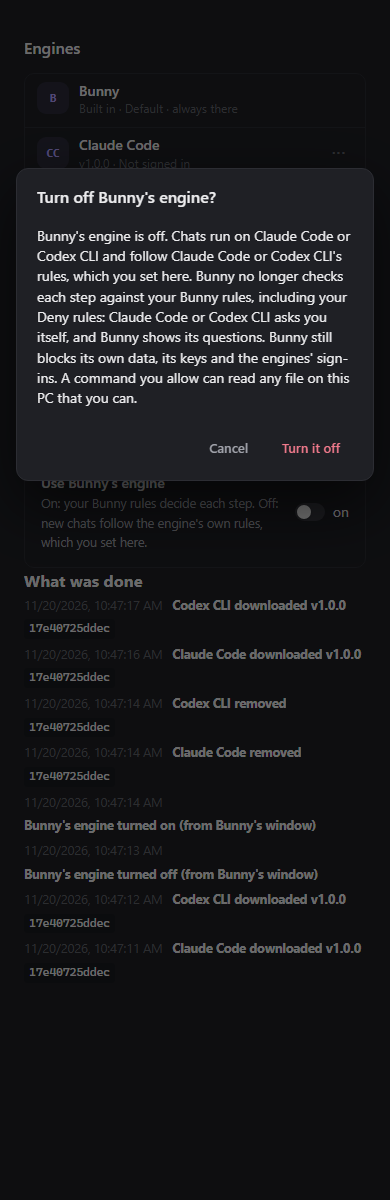 Engines
B
Bunny
Built in · Default · always there
CC
Claude Code
...
v1.0.0 · Not signed in
Turn off Bunny's engine?
Bunny's engine is off. Chats run on Claude Code or
Codex CLI and follow Claude Code or Codex CLI's
rules, which you set here. Bunny no longer checks
each step against your Bunny rules, including your
Deny rules: Claude Code or Codex CLI asks you
itself, and Bunny shows its questions. Bunny still
blocks its own data, its keys and the engines' sign-
ins. A command you allow can read any file on this
PC that you can.
Cancel
Turn it off
Use Bunny's engine
On: your Bunny rules decide each step. Off:
new chats follow the engine's own rules,
which you set here.
on
What was done
11/20/2026, 10:47:17 AM Codex CLI downloaded v1.0.0
17e40725ddec
11/20/2026, 10:47:16 AM Claude Code downloaded v1.0.0
17e40725ddec
11/20/2026, 10:47:14 AM Codex CLI removed
17e40725ddec
11/20/2026, 10:47:14 AM Claude Code removed
17e40725ddec
11/20/2026, 10:47:14 AM
Bunny's engine turned on (from Bunny's window)
11/20/2026, 10:47:13 AM
Bunny's engine turned off (from Bunny's window)
11/20/2026, 10:47:12 AM Codex CLI downloaded v1.0.0
17e40725ddec
11/20/2026, 10:47:11 AM Claude Code downloaded v1.0.0
17e40725ddec